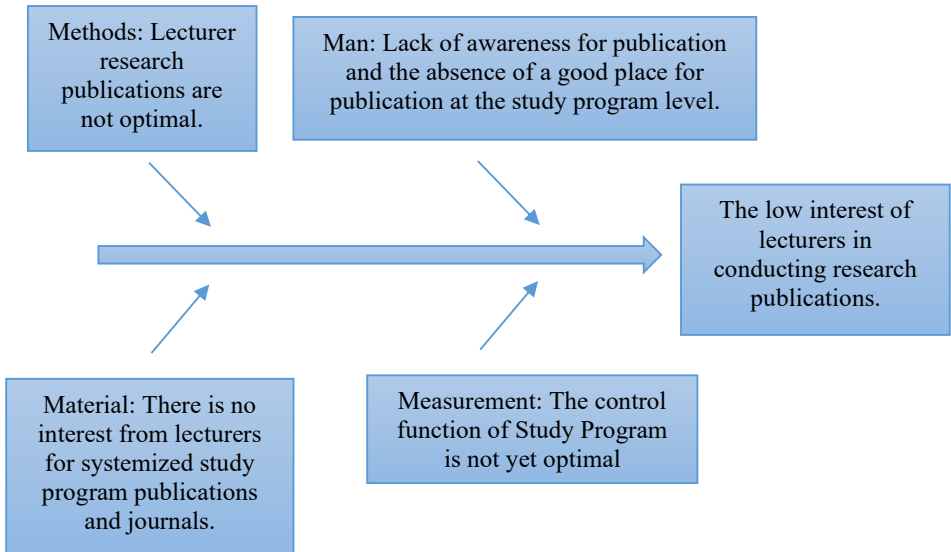 Methods: Lecturer
research
publications are
not optimal.
Man: Lack of awareness for publication
and the absence of a good place for
publication at the study program level.
The low interest of
lecturers in
conducting research
publications.
Material: There is no
interest from lecturers
for systemized study
program publications
and journals.
Measurement: The control
function of Study Program
is not yet optimal